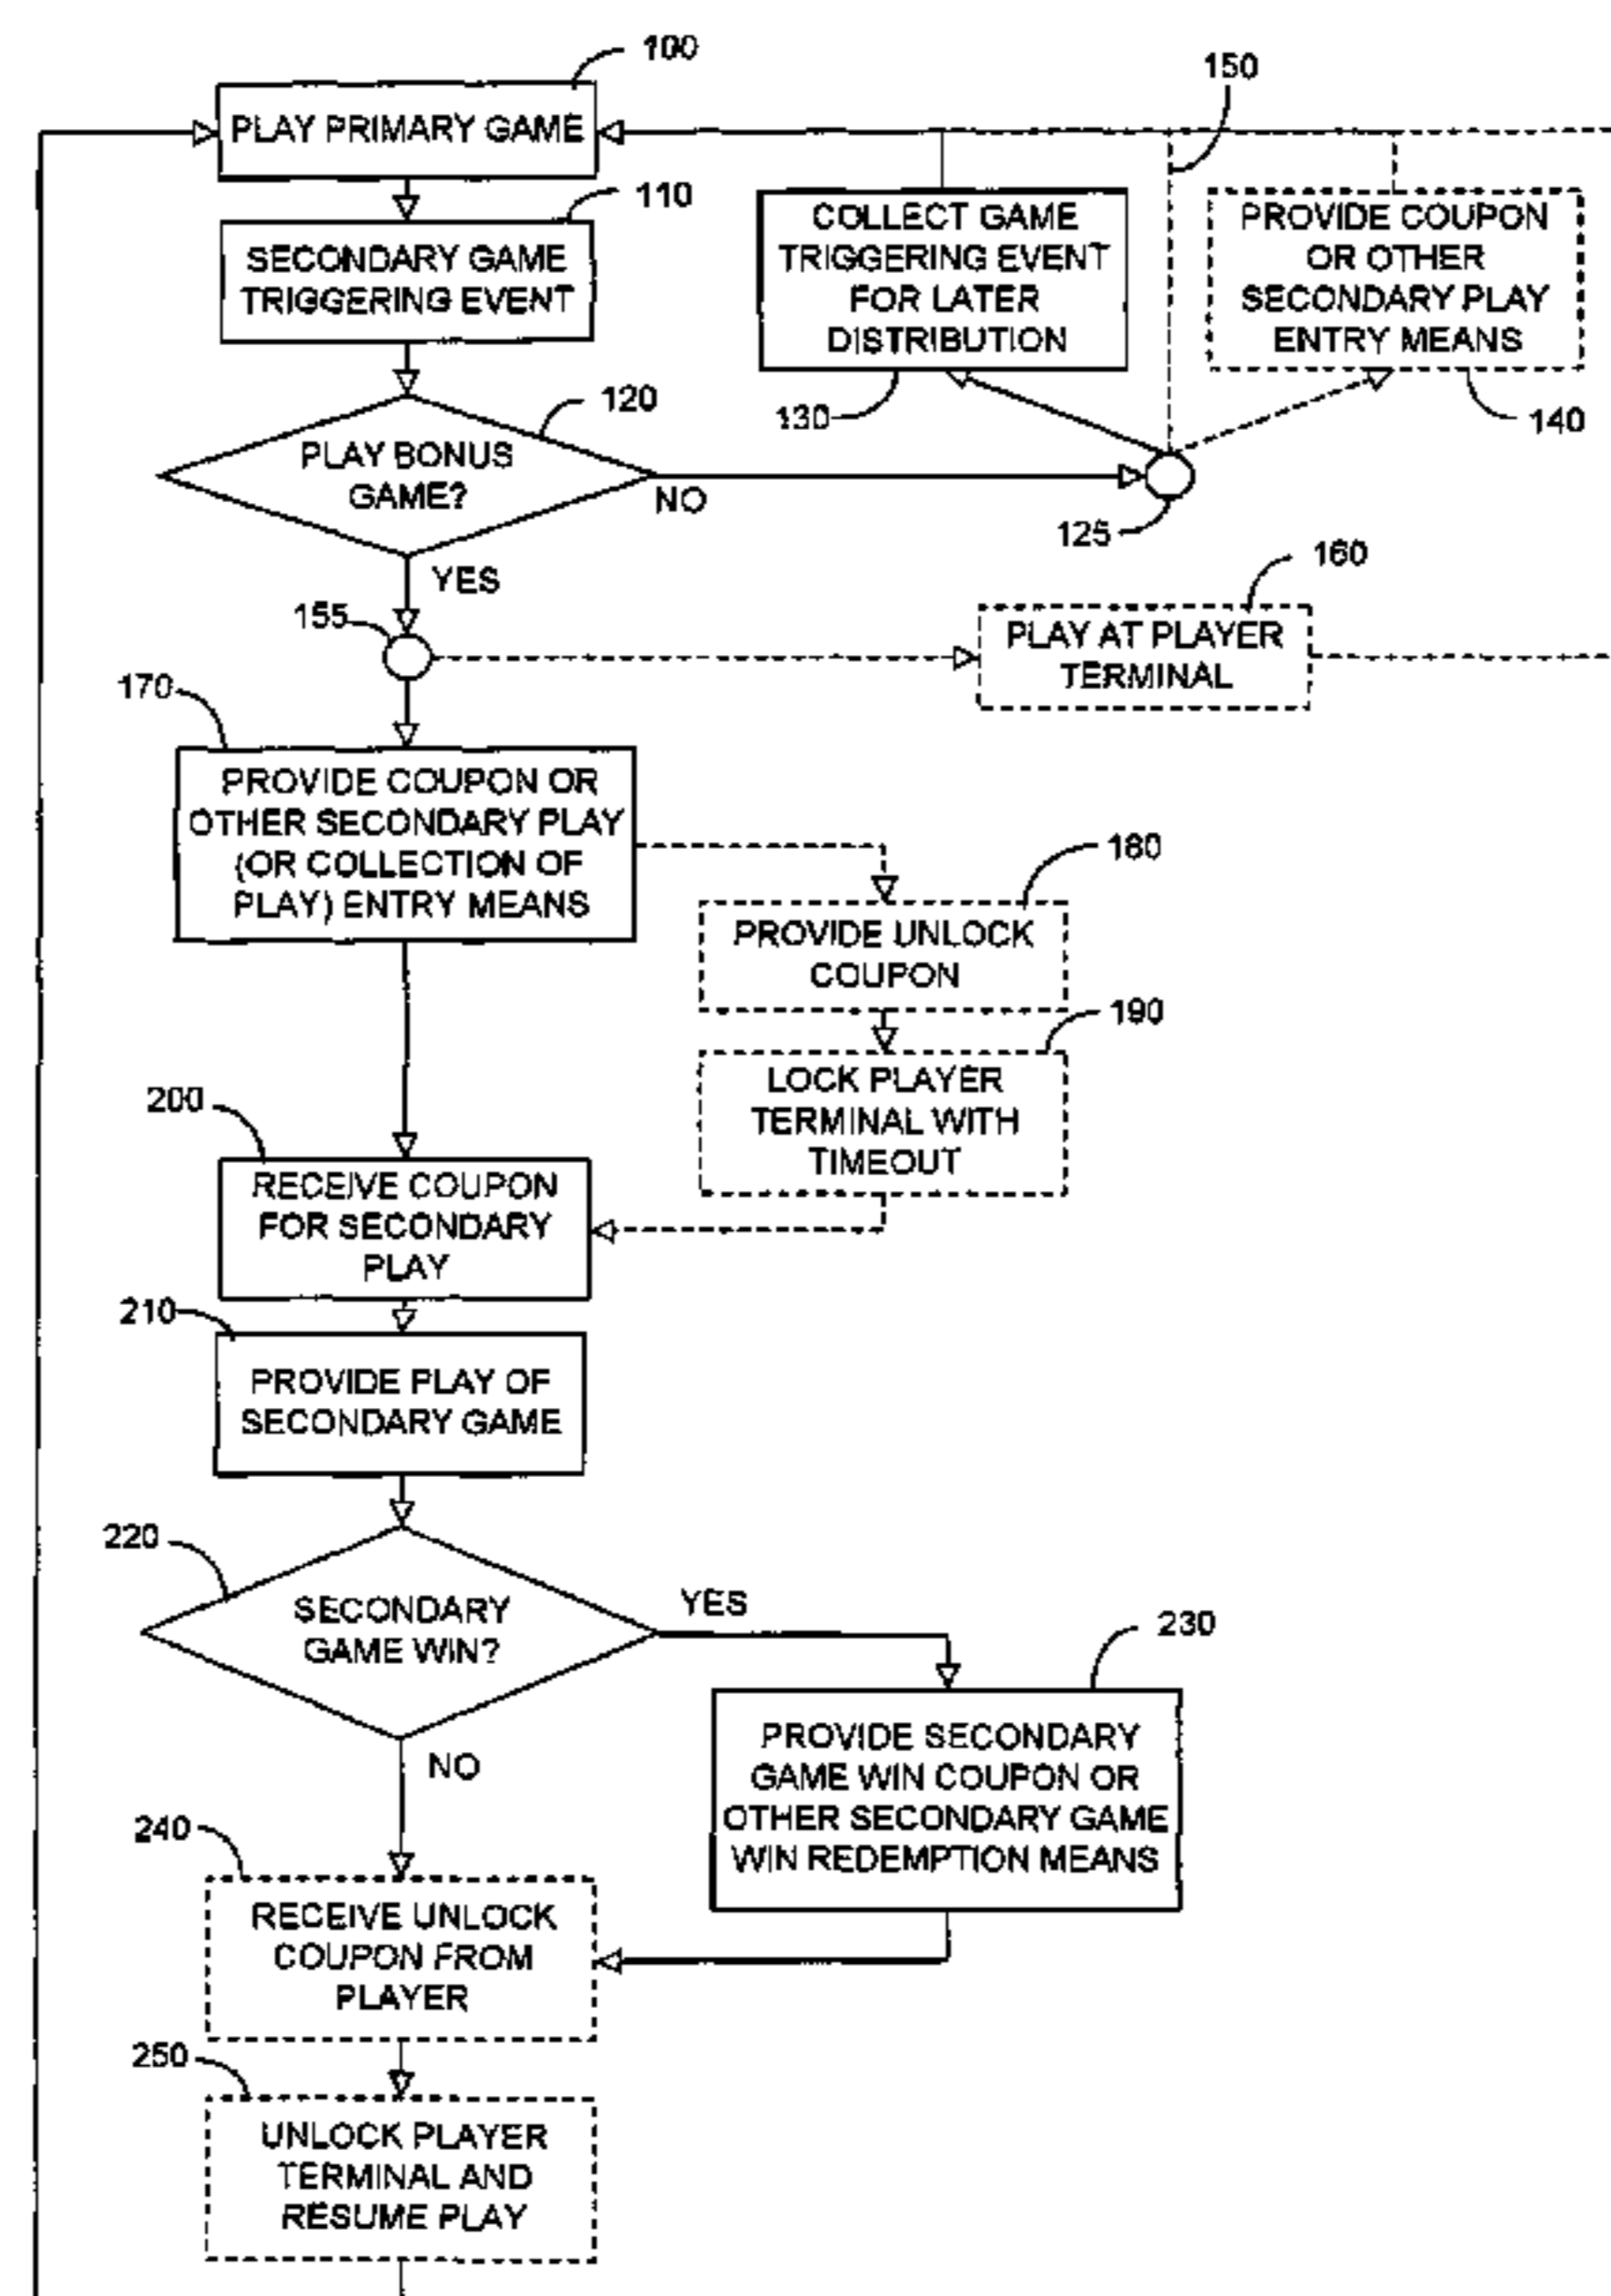 100
PLAY PRIMARY GAME
150
110
SECONDARY GAME
TRIGGERING EVENT
COLLECT GAME
TRIGGERING EVENT
FOR LATER
DISTRIBUTION
PROVIDE COUPON
OR OTHER
SECONDARY PLAY
ENTRY MEANS
130
140
120
PLAY BONUS
GAME?
NO
125
YES
155
160
PLAY AT PLAYER
TERMINAL
170
PROVIDE COUPON OR
OTHER SECONDARY PLAY
(OR COLLECTION OF
PLAY) ENTRY MEANS
180
PROVIDE UNLOCK
COUPON
190
LOCK PLAYER
TERMINAL WITH
TIMEOUT
200
RECEIVE COUPON
FOR SECONDARY
PLAY
210
PROVIDE PLAY OF
SECONDARY GAME
220
SECONDARY
GAME WIN?
YES
NO
230
PROVIDE SECONDARY
GAME WIN COUPON OR
OTHER SECONDARY GAME
WIN REDEMPTION MEANS
240
RECEIVE UNLOCK
COUPON FROM
PLAYER
250
UNLOCK PLAYER
TERMINAL AND
RESUME PLAY